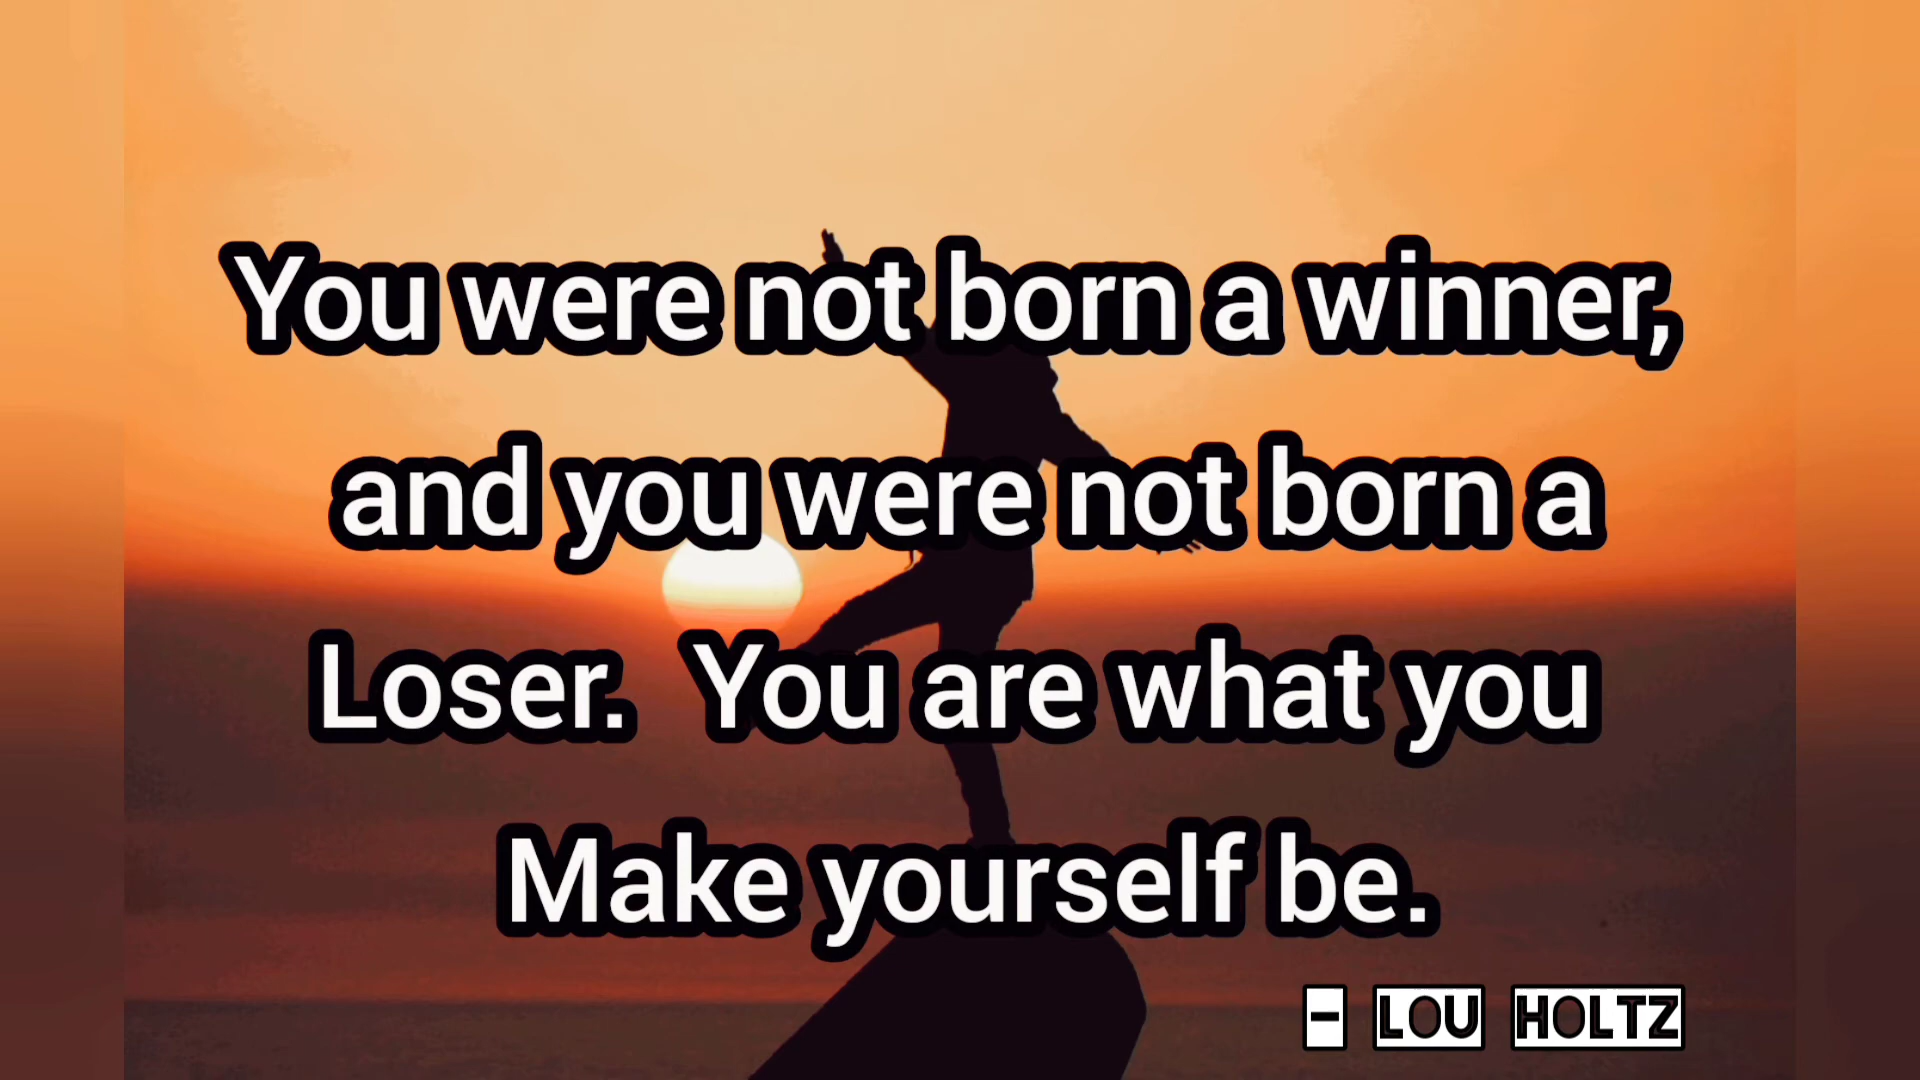 You were not born a winner,
and you were not born a
Loser.  You are what you
Make yourself be.
- LOU HOLTZ